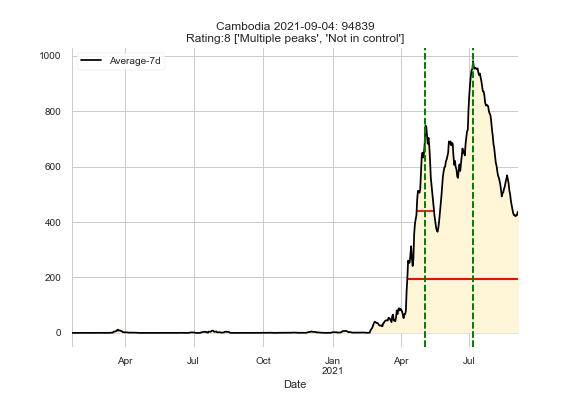 Cambodia 2021-09-04: 94839
Rating:8 ['Multiple peaks', 'Not in control']
Average-7d
1000
800
600
400
200
0
Apr
Jul
Oct
Jan
2021
Apr
Jul
Date